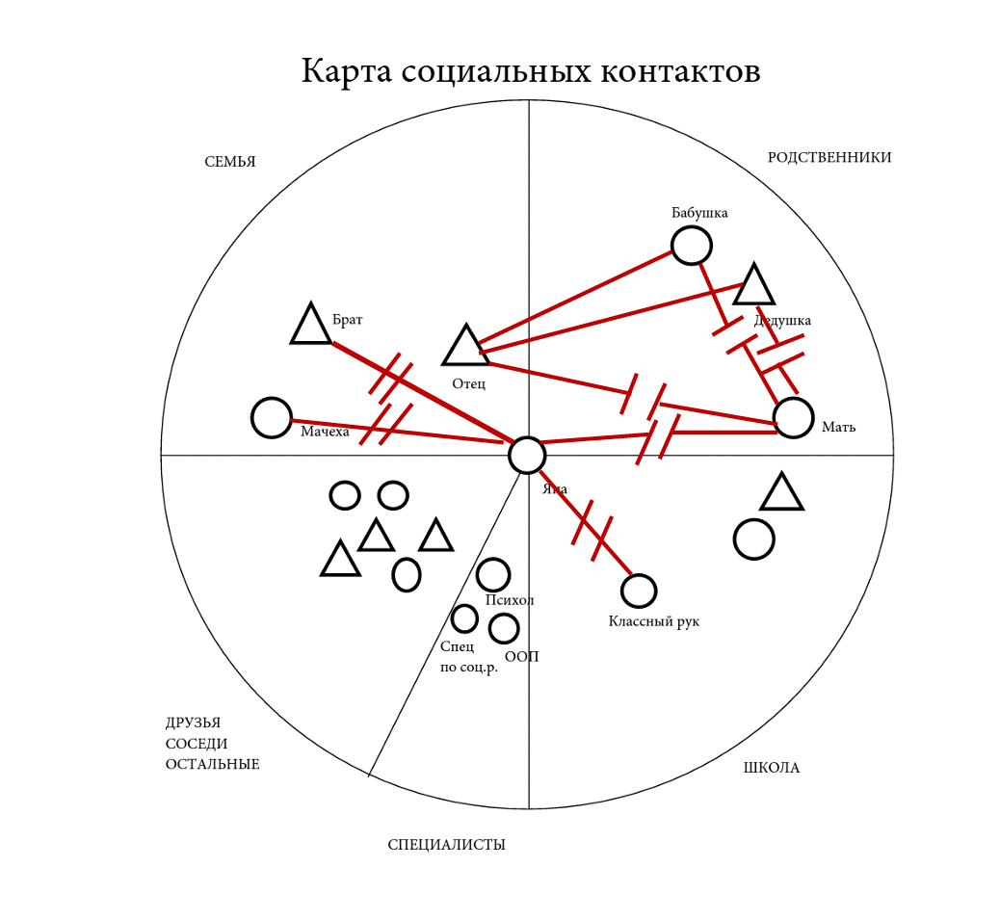 Карта социальных контактов
СЕМЬЯ
РОДСТВЕННИКИ
Бабушка
Брат
Дедушка
Отец
Мачеха
Мать
Яна
Психол
Классный рук
Спец
по соц.р.
ООП
ДРУЗЬЯ
СОСЕДИ
ОСТАЛЬНЫЕ
ШКОЛА
СПЕЦИАЛИСТЫ